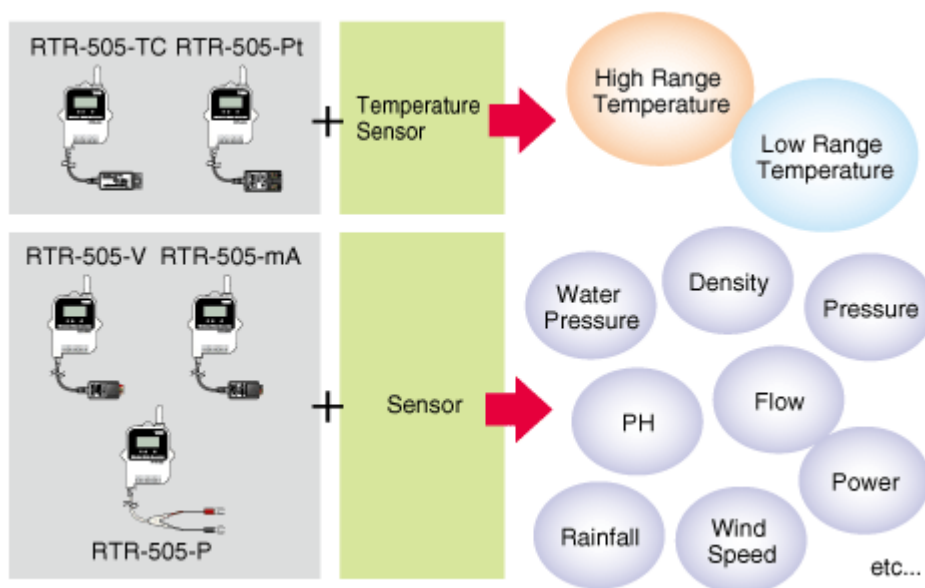 RTR-505-TC RTR-505-Pt
+
Temperature
Sensor
High Range
Temperature
Low Range
Temperature
RTR-505-V RTR-505-mA
RTR-505-P
+
Sensor
Water
Pressure
Density
Pressure
PH
Flow
Power
Rainfall
Wind
Speed
etc...